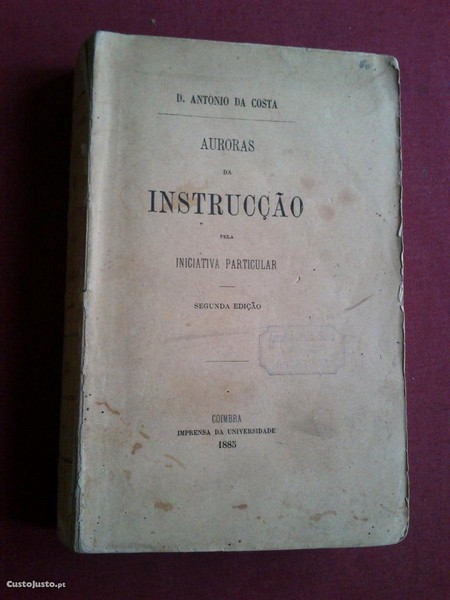 D. ANTONIO DA COSTA
AURORAS
DA
INSTRUCÇÃO
PELA
INICIATIVA PARTICULAR
SEGUNDA EDIÇÃO
COIMBRA
IMPRENSA DA UNIVERSIDADE
1885
CustoJusto.pt